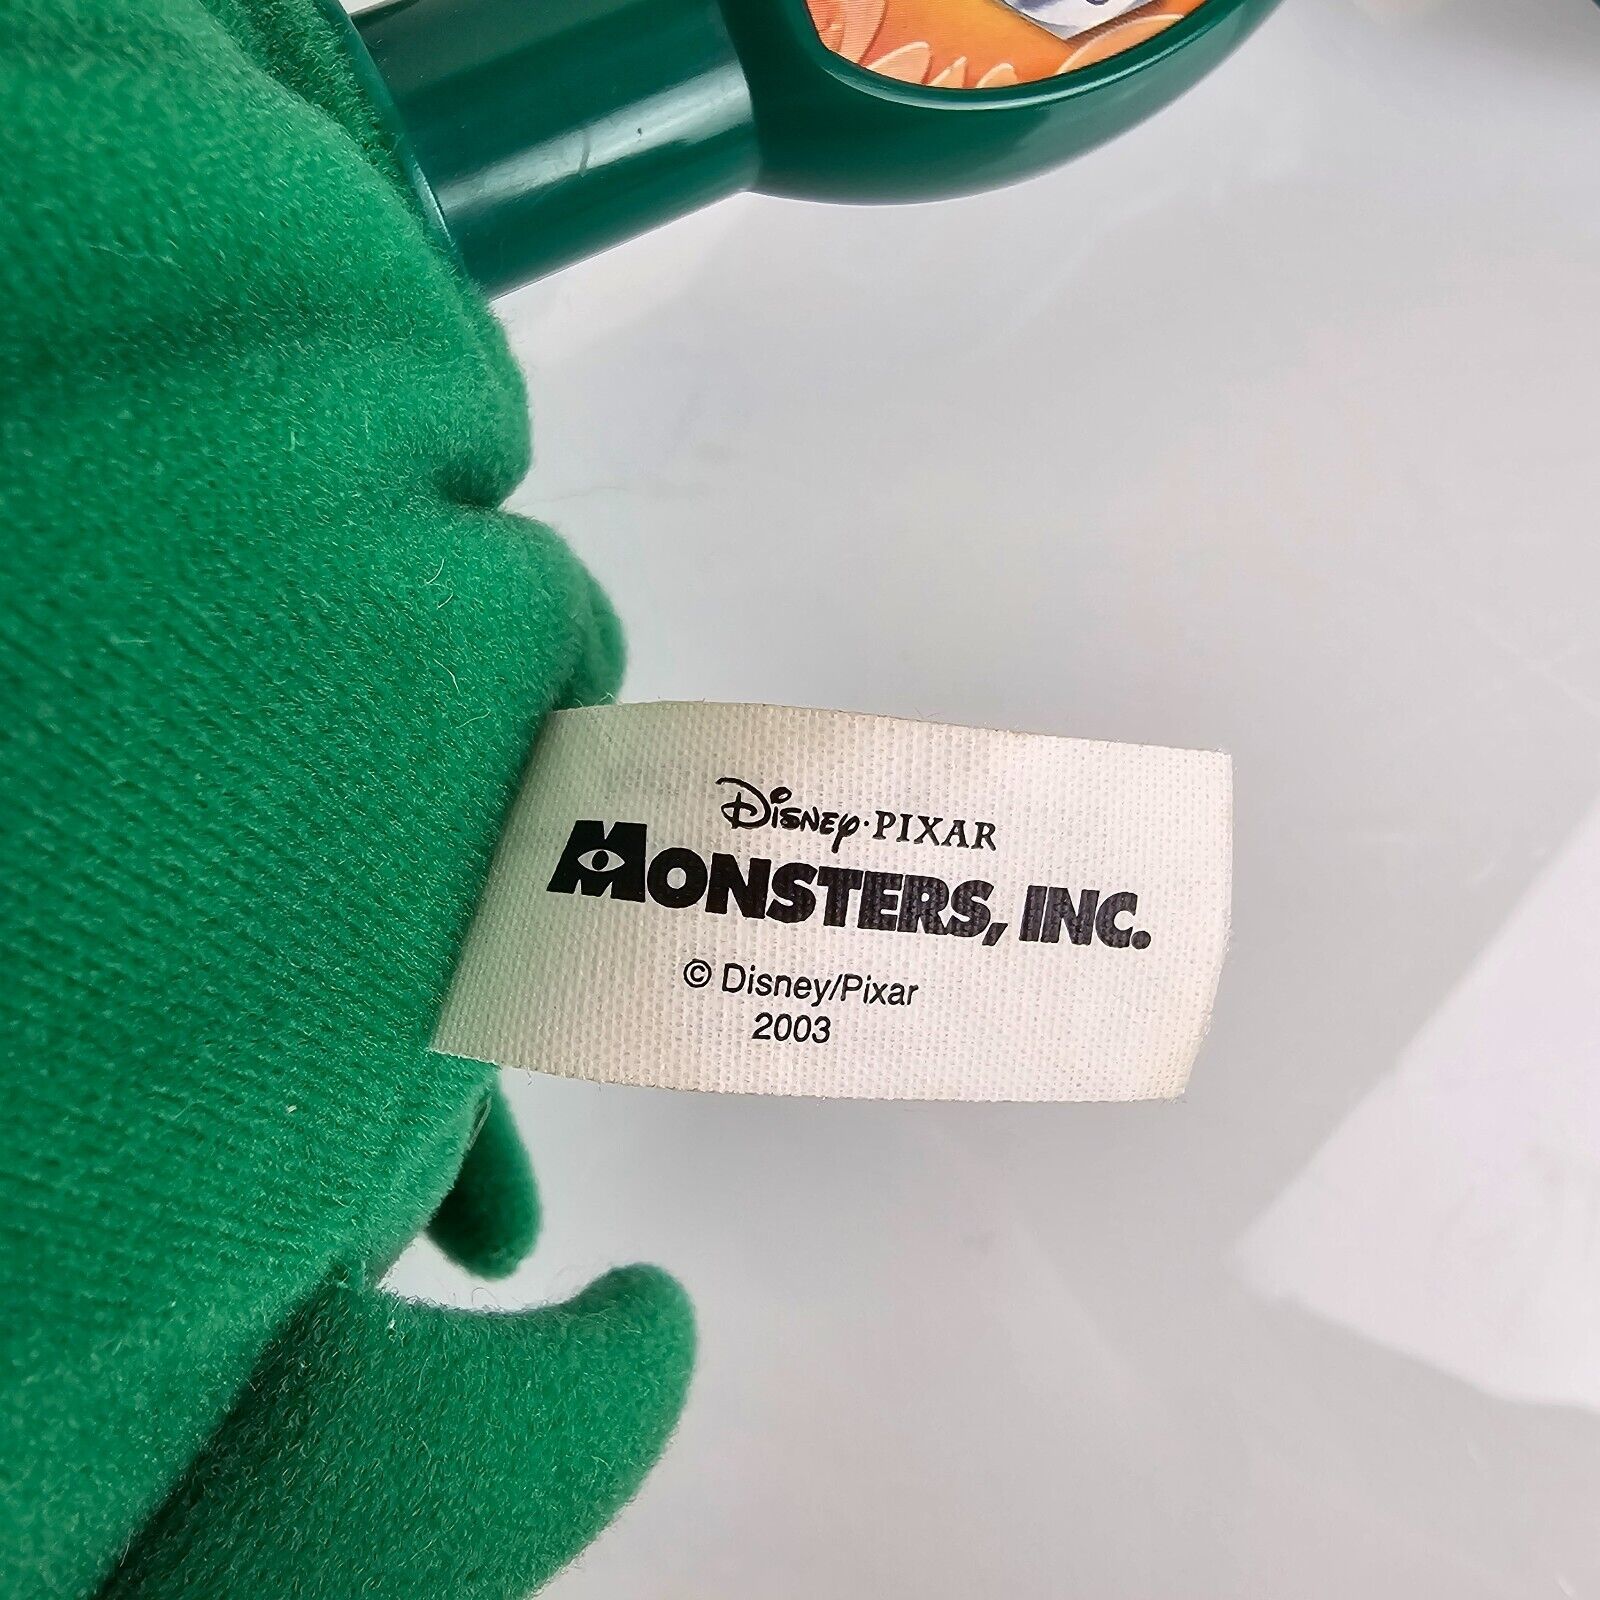 Disney·PIXAR
MONSTERS, INC.
© Disney/Pixar
2003